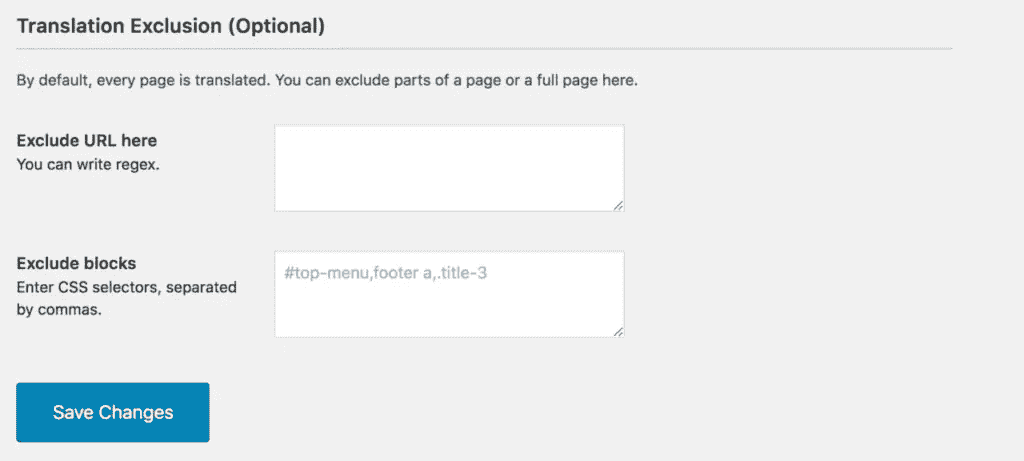 Translation Exclusion (Optional)
By default, every page is translated. You can exclude parts of a page or a full page here.
Exclude URL here
You can write regex.
Exclude blocks
Enter CSS selectors, separated
by commas.
#top-menu,footer a,.title-3
Save Changes